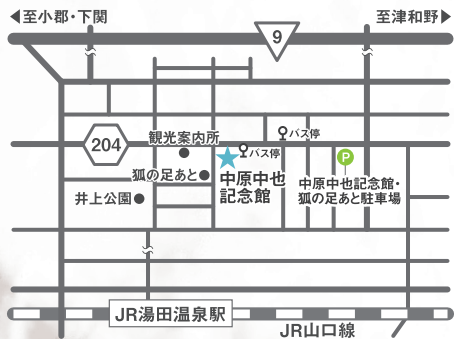 ◀至小郡・下関
至津和野▶
9
204
観光案内所
バス停
バス停
P
狐の足あと
中原中也
記念館
中原中也記念館・
狐の足あと駐車場
井上公園
JR湯田温泉駅
JR山口線